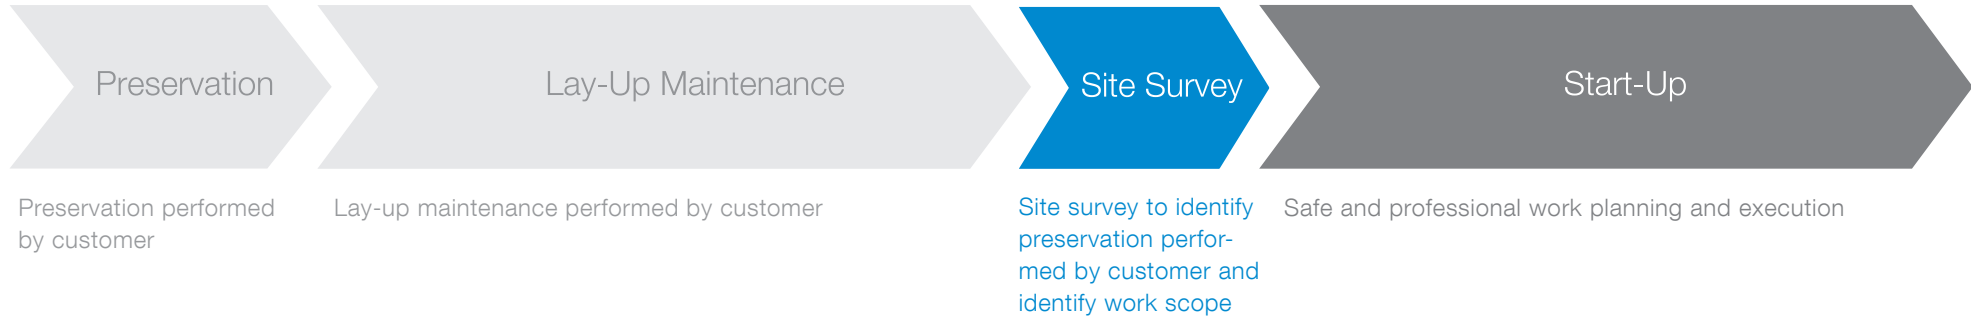 Preservation
Lay-Up Maintenance
Site Survey
Start-Up
Preservation performed
by customer
Lay-up maintenance performed by customer
Site survey to identify
preservation perfor-
med by customer and
identify work scope
Safe and professional work planning and execution